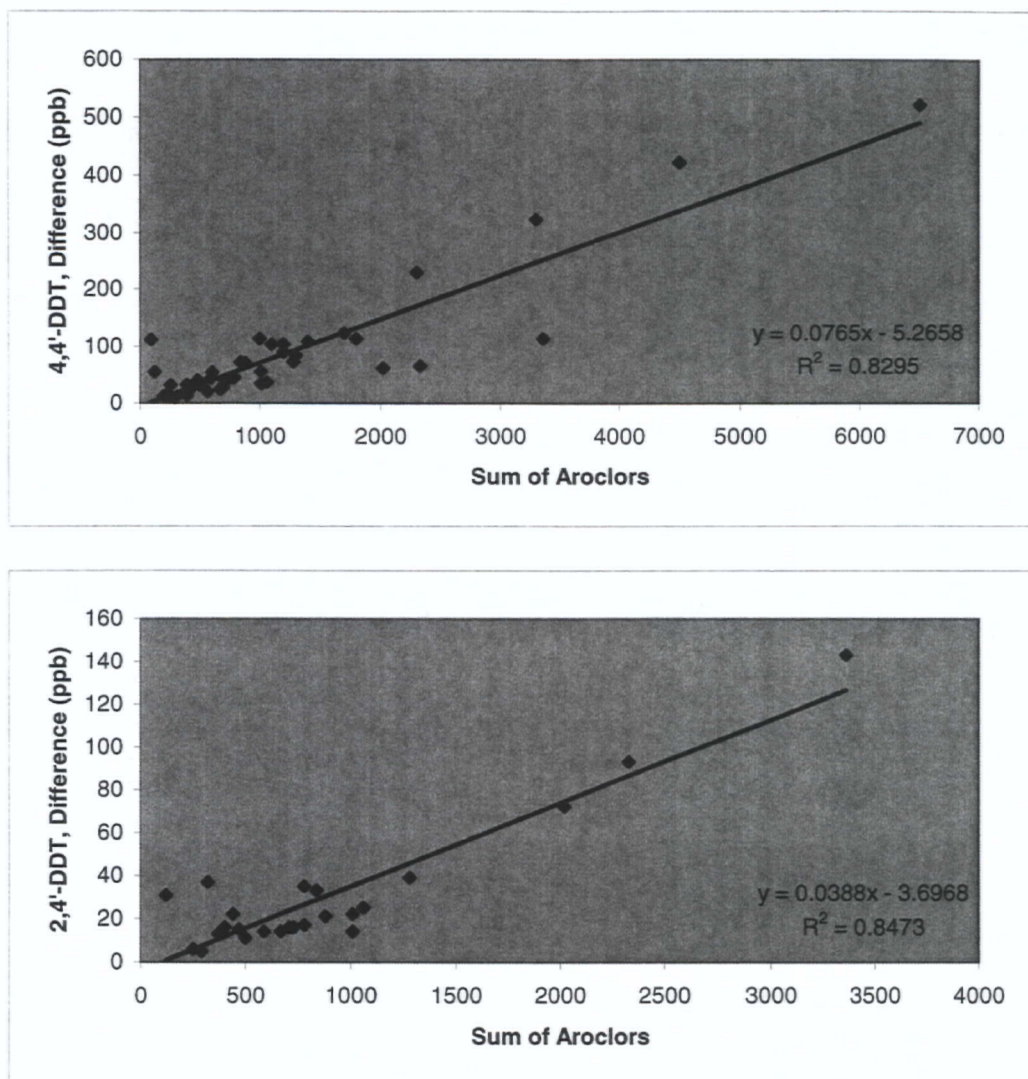 600
500
400
300
200
100
0
4,4'-DDT, Difference (ppb)
y = 0.0765x - 5.2658
R² = 0.8295
0 1000 2000 3000 4000 5000 6000 7000
Sum of Aroclors
160
140
120
100
80
60
40
20
0
2,4'-DDT, Difference (ppb)
y = 0.0388x - 3.6968
R² = 0.8473
0 500 1000 1500 2000 2500 3000 3500 4000
Sum of Aroclors